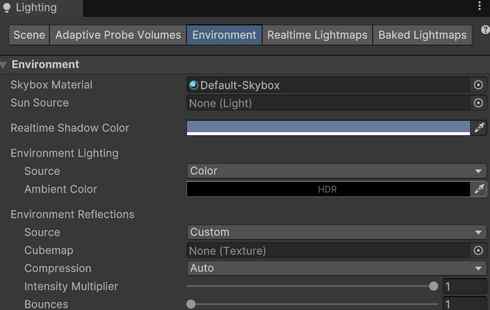 Lighting
Scene Adaptive Probe Volumes Environment Realtime Lightmaps Baked Lightmaps
Environment
Skybox Material Default-Skybox
Sun Source None (Light)
Realtime Shadow Color
Environment Lighting
Source Color
Ambient Color HDR
Environment Reflections
Source Custom
Cubemap None (Texture)
Compression Auto
Intensity Multiplier 1
Bounces 1